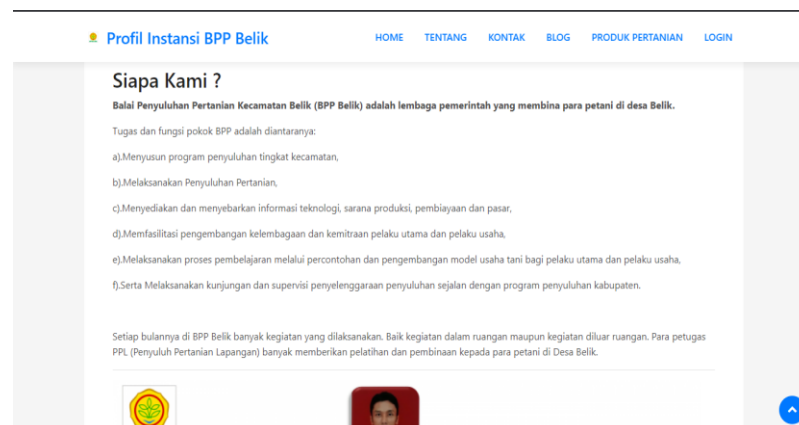 Profil Instansi BPP Belik
HOME TENTANG KONTAK BLOG PRODUK PERTANIAN LOGIN
Siapa Kami ?
Balai Penyuluhan Pertanian Kecamatan Belik (BPP Belik) adalah lembaga pemerintah yang membina para petani di desa Belik.
Tugas dan fungsi pokok BPP adalah diantaranya:
a).Menyusun program penyuluhan tingkat kecamatan,
b).Melaksanakan Penyuluhan Pertanian,
c).Menyediakan dan menyebarkan informasi teknologi, sarana produksi, pembiayaan dan pasar,
d).Memfasilitasi pengembangan kelembagaan dan kemitraan pelaku utama dan pelaku usaha,
e).Melaksanakan proses pembelajaran melalui percontohan dan pengembangan model usaha tani bagi pelaku utama dan pelaku usaha,
f).Serta Melaksanakan kunjungan dan supervisi penyelenggaraan penyuluhan sejalan dengan program penyuluhan kabupaten.
Setiap bulannya di BPP Belik banyak kegiatan yang dilaksanakan. Baik kegiatan dalam ruangan maupun kegiatan diluar ruangan. Para petugas
PPL (Penyuluh Pertanian Lapangan) banyak memberikan pelatihan dan pembinaan kepada para petani di Desa Belik.